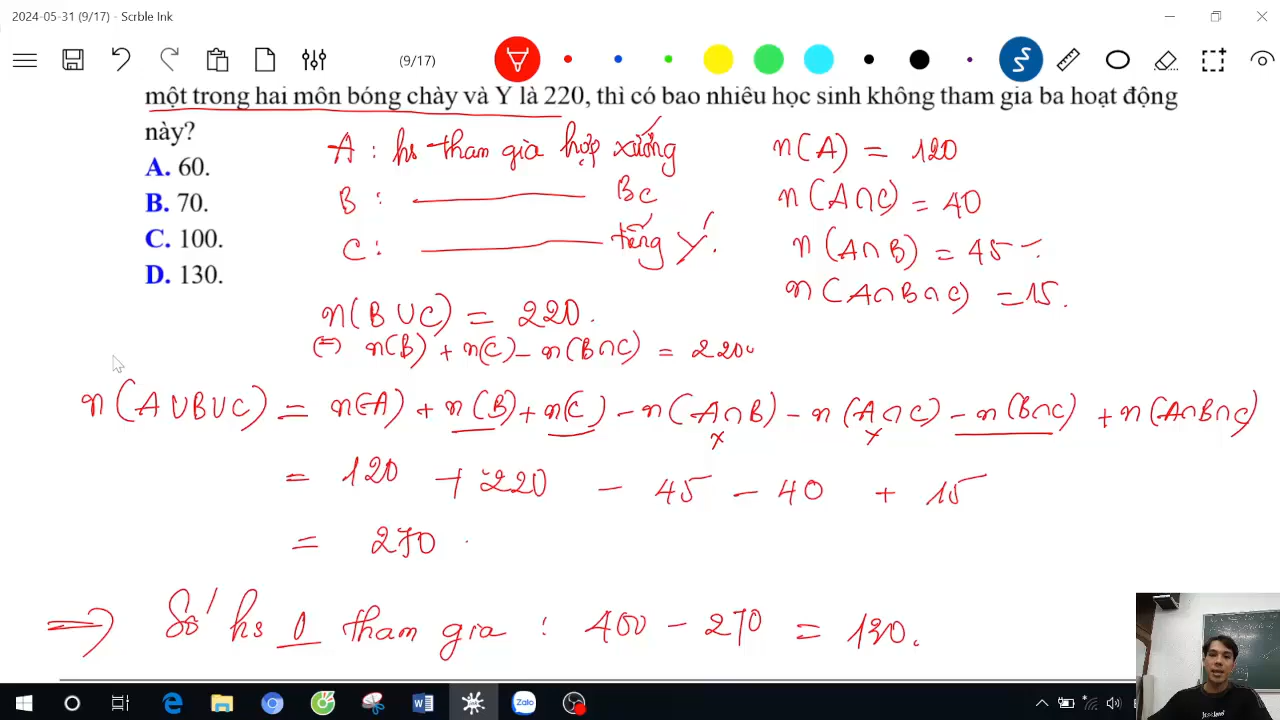 2024-05-31 (9/17) - Scrble Ink
(9/17)
một trong hai môn bóng chày và Y là 220, thì có bao nhiêu học sinh không tham gia ba hoạt động
này?
A. 60.
B. 70.
C. 100.
D. 130.
A : hs tham gia hợp xướng
B : Bc
C : tiếng Ý.
n(A) = 120
n(A∩C) = 40
n(A∩B) = 45
n(A∩B∩C) = 15.
n(B∪C) = 220.
(=) n(B) + n(C) - n(B∩C) = 220
n(A∪B∪C) = n(A) + n(B) + n(C) - n(A∩B) - n(A∩C) - n(B∩C) + n(A∩B∩C)
= 120 + 220 - 45 - 40 + 15
= 270.
=> Số hs 0 tham gia : 400 - 270 = 130.
Zalo